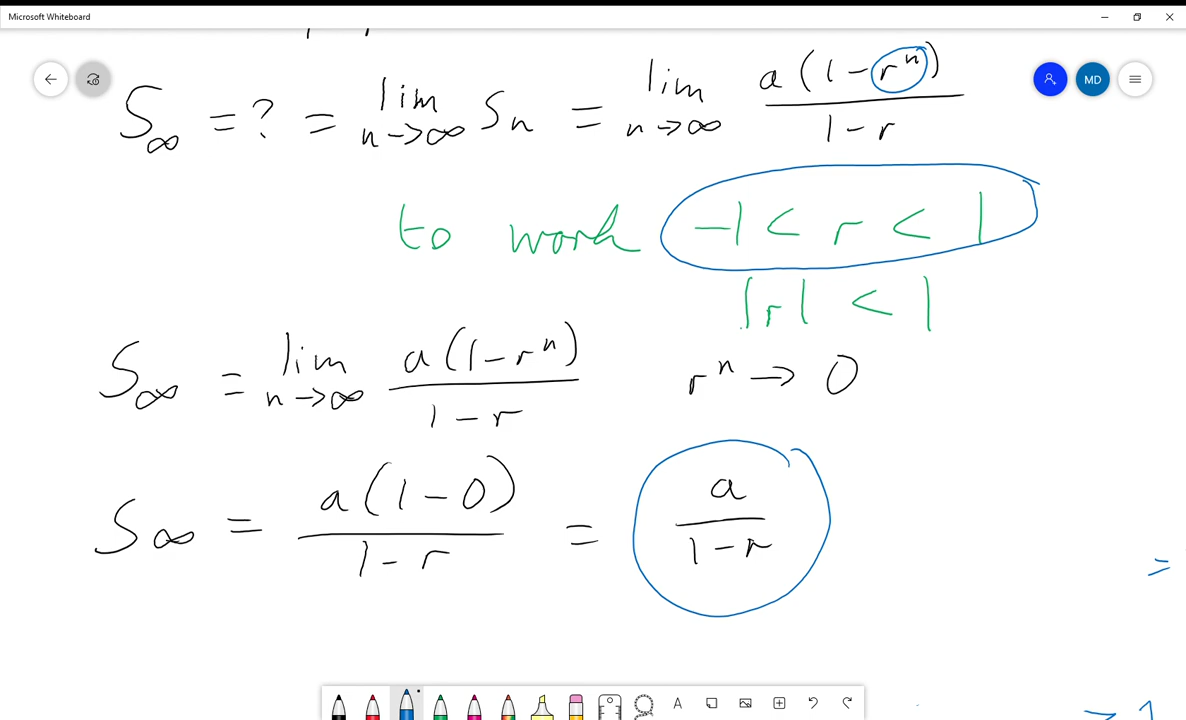 Microsoft Whiteboard
MD
S∞ = ? = lim n→∞ Sn = lim n→∞ a(1-rⁿ) / 1-r
to work -1 < r < 1
|r| < 1
S∞ = lim n→∞ a(1-rⁿ) / 1-r rⁿ → 0
S∞ = a(1-0) / 1-r = a / 1-r
=
A